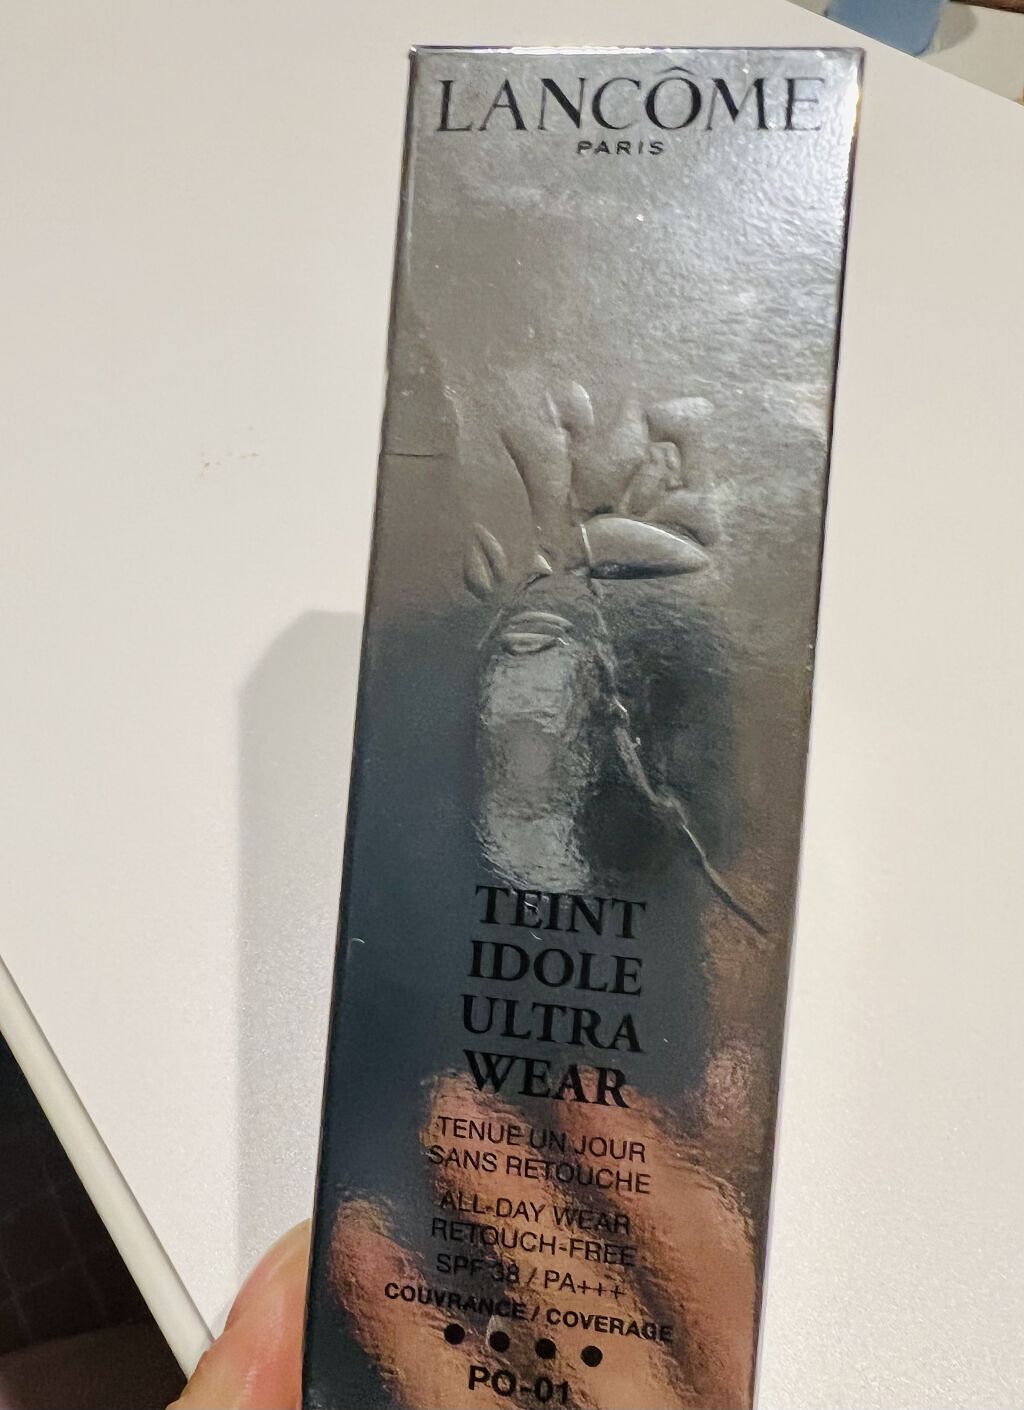 LANCÔME
PARIS
TEINT
IDOLE
ULTRA
WEAR
TENUE UN JOUR
SANS RETOUCHE
ALL-DAY WEAR
RETOUCH-FREE
SPF 38 / PA+++
COUVRANCE / COVERAGE
PO-01